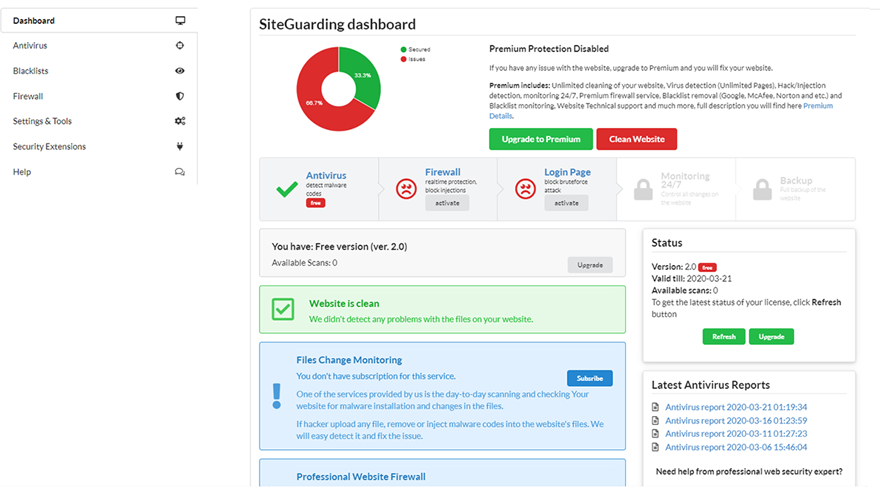 Dashboard
Antivirus
Blacklists
Firewall
Settings & Tools
Security Extensions
Help
SiteGuarding dashboard
33.3%
66.7%
Secured
Issues
Premium Protection Disabled
If you have any issue with the website, upgrade to Premium and you will fix your website.
Premium includes: Unlimited cleaning of your website, Virus detection (Unlimited Pages), Hack/Injection
detection, monitoring 24/7, Premium firewall service, Blacklist removal (Google, McAfee, Norton and etc.) and
Blacklist monitoring, Website Technical support and much more, full description you will find here Premium
Details.
Upgrade to Premium
Clean Website
Antivirus
detect malware
codes
free
Firewall
realtime protection,
block injections
activate
Login Page
block bruteforce
attack
activate
Monitoring
24/7
Control all changes on
the website
Backup
Full backup of the
website
You have: Free version (ver. 2.0)
Available Scans: 0
Upgrade
Website is clean
We didn't detect any problems with the files on your website.
Files Change Monitoring
You don't have subscription for this service.
Subsribe
One of the services provided by us is the day-to-day scanning and checking Your
website for malware installation and changes in the files.
If hacker upload any file, remove or inject malware codes into the website's files. We
will easy detect it and fix the issue.
Professional Website Firewall
Status
Version: 2.0 free
Valid till: 2020-03-21
Available scans: 0
To get the latest status of your license, click Refresh
button
Refresh
Upgrade
Latest Antivirus Reports
Antivirus report 2020-03-21 01:19:34
Antivirus report 2020-03-16 01:23:59
Antivirus report 2020-03-11 01:27:23
Antivirus report 2020-03-06 15:46:04
Need help from professional web security expert?